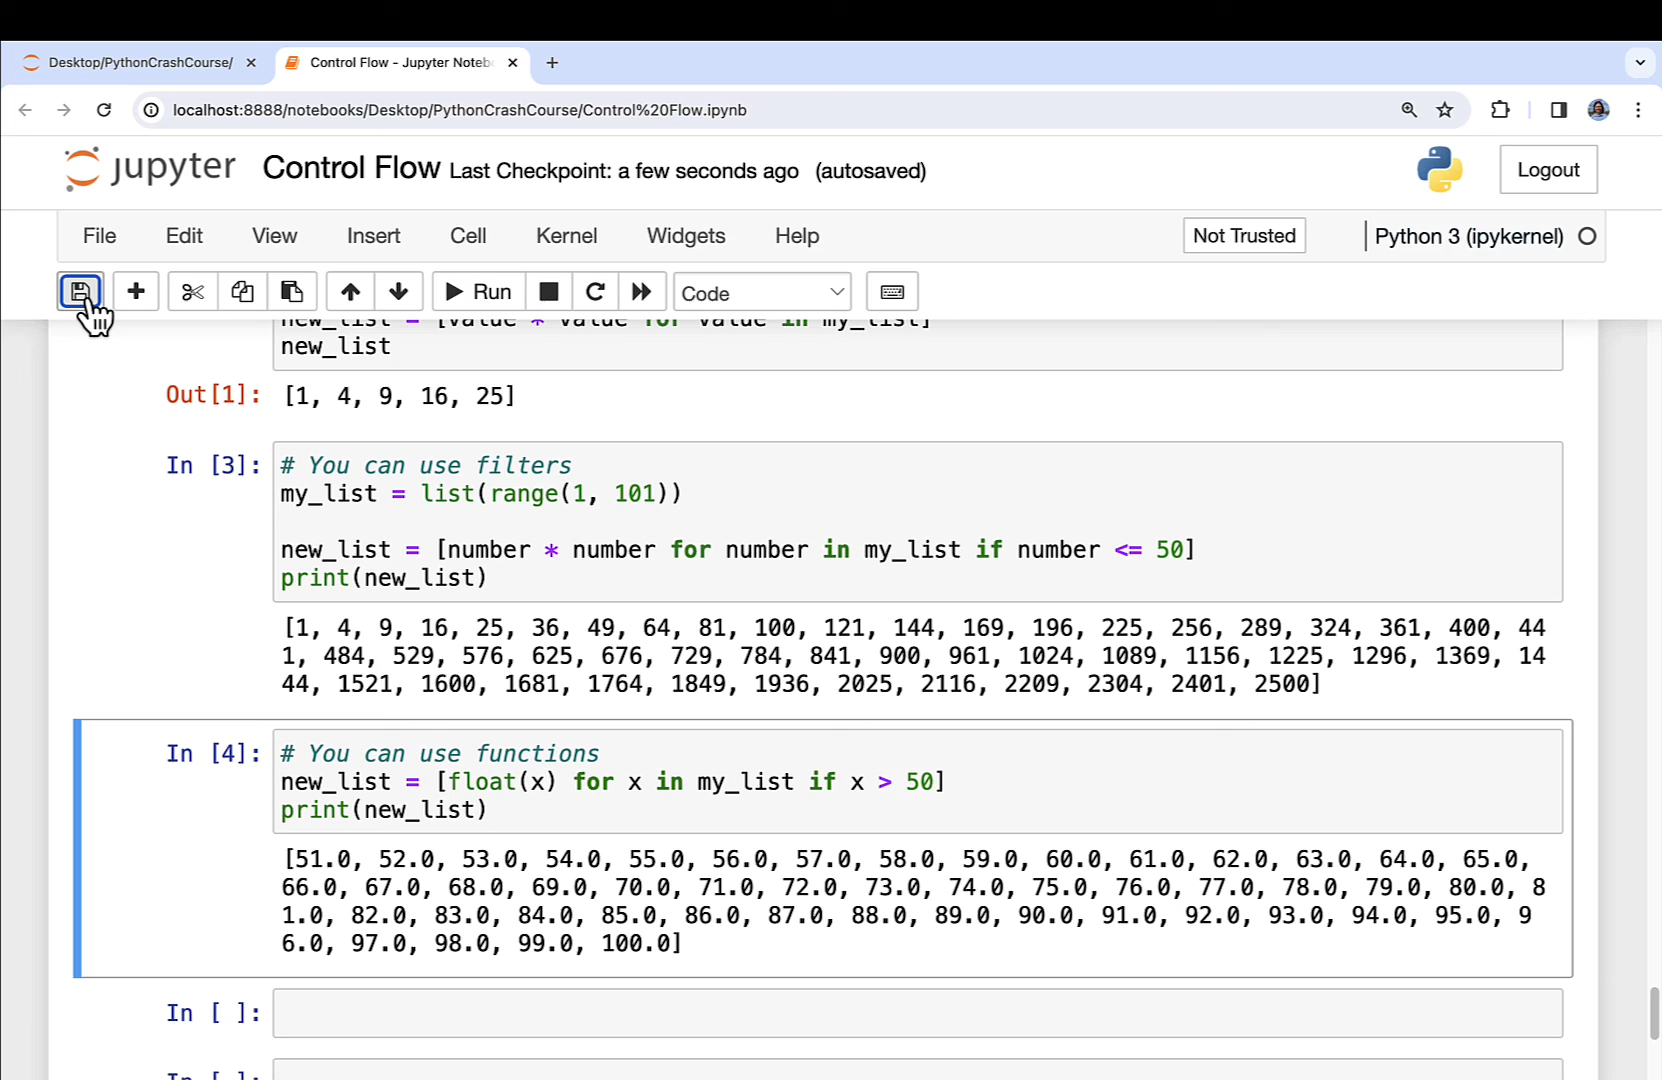 Desktop/PythonCrashCourse/
Control Flow - Jupyter Noteb
localhost:8888/notebooks/Desktop/PythonCrashCourse/Control%20Flow.ipynb
jupyter Control Flow Last Checkpoint: a few seconds ago (autosaved)
Logout
File Edit View Insert Cell Kernel Widgets Help
Not Trusted
Python 3 (ipykernel)
Run
Code
new_list = [value * value for value in my_list]
new_list
Out[1]: [1, 4, 9, 16, 25]
In [3]: # You can use filters
my_list = list(range(1, 101))
new_list = [number * number for number in my_list if number <= 50]
print(new_list)
[1, 4, 9, 16, 25, 36, 49, 64, 81, 100, 121, 144, 169, 196, 225, 256, 289, 324, 361, 400, 44
1, 484, 529, 576, 625, 676, 729, 784, 841, 900, 961, 1024, 1089, 1156, 1225, 1296, 1369, 14
44, 1521, 1600, 1681, 1764, 1849, 1936, 2025, 2116, 2209, 2304, 2401, 2500]
In [4]: # You can use functions
new_list = [float(x) for x in my_list if x > 50]
print(new_list)
[51.0, 52.0, 53.0, 54.0, 55.0, 56.0, 57.0, 58.0, 59.0, 60.0, 61.0, 62.0, 63.0, 64.0, 65.0,
66.0, 67.0, 68.0, 69.0, 70.0, 71.0, 72.0, 73.0, 74.0, 75.0, 76.0, 77.0, 78.0, 79.0, 80.0, 8
1.0, 82.0, 83.0, 84.0, 85.0, 86.0, 87.0, 88.0, 89.0, 90.0, 91.0, 92.0, 93.0, 94.0, 95.0, 9
6.0, 97.0, 98.0, 99.0, 100.0]
In [ ]: